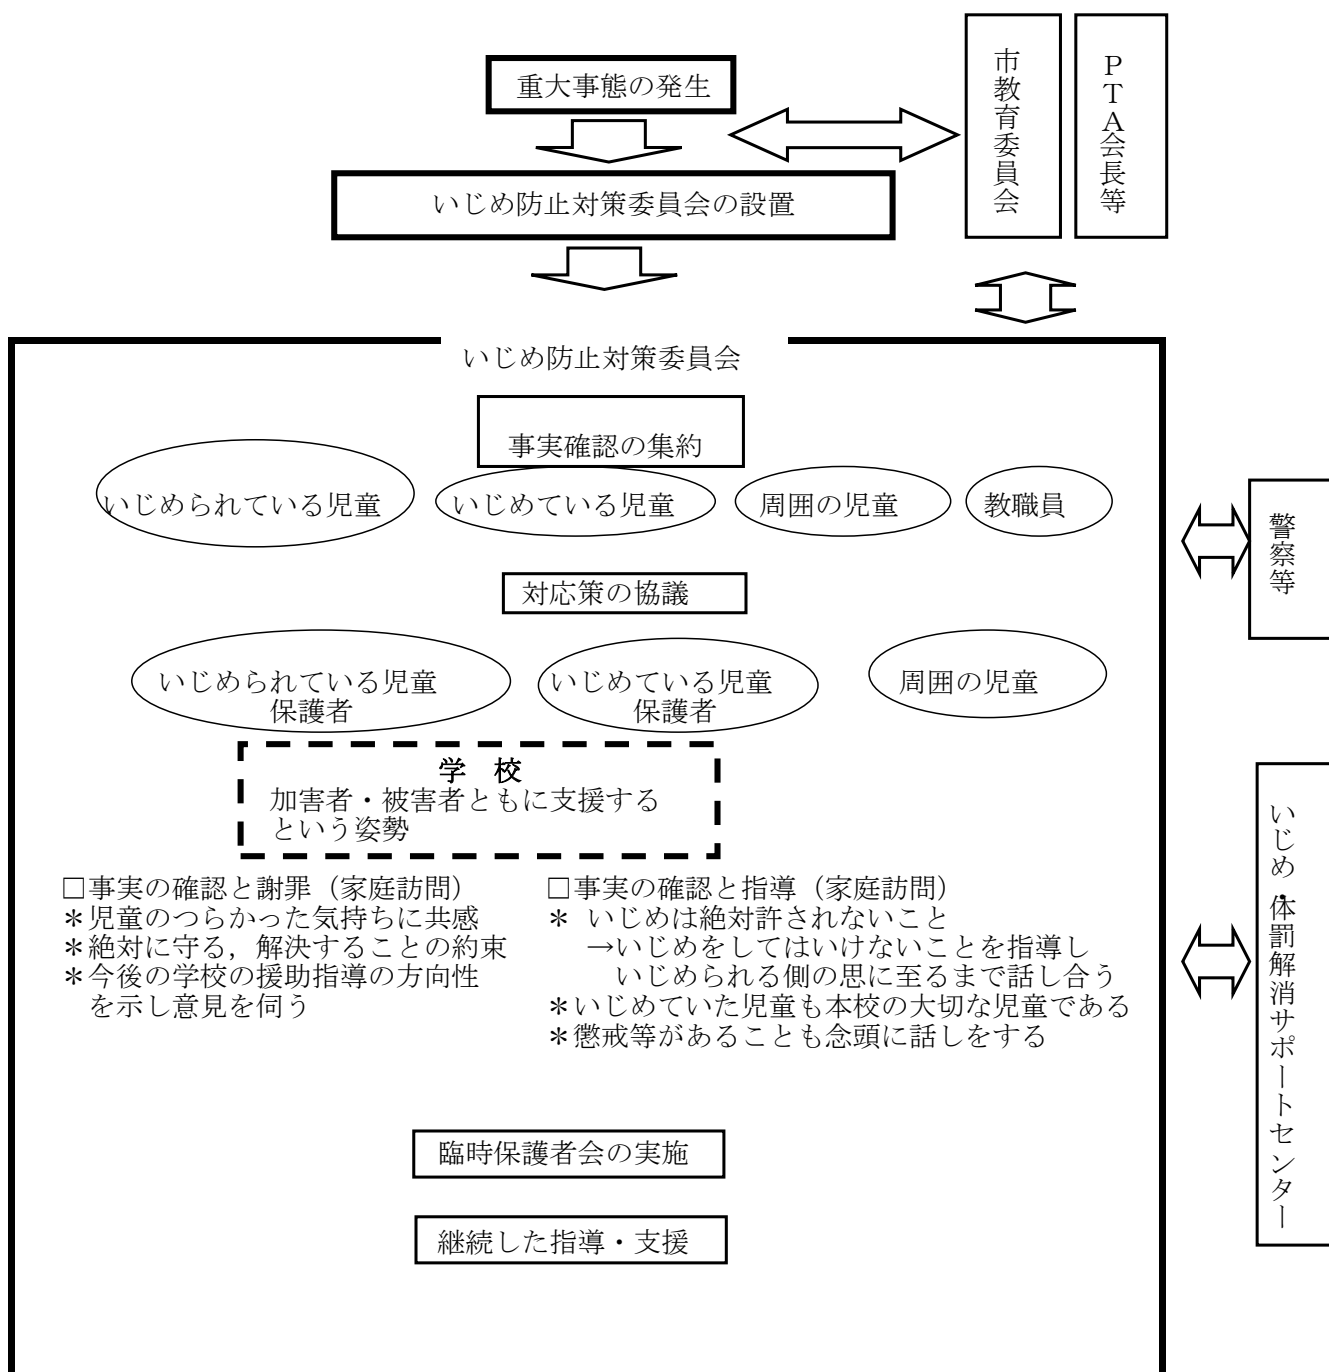 重大事態の発生
市教育委員会
PTA会長等
いじめ防止対策委員会の設置
いじめ防止対策委員会
事実確認の集約
いじめられている児童
いじめている児童
周囲の児童
教職員
警察等
対応策の協議
いじめられている児童
保護者
いじめている児童
保護者
周囲の児童
学 校
加害者・被害者ともに支援する
という姿勢
いじめ・体罰解消サポートセンター
□事実の確認と謝罪（家庭訪問）
＊児童のつらかった気持ちに共感
＊絶対に守る，解決することの約束
＊今後の学校の援助指導の方向性
を示し意見を伺う
□事実の確認と指導（家庭訪問）
＊ いじめは絶対許されないこと
→いじめをしてはいけないことを指導し
いじめられる側の思に至るまで話し合う
＊いじめていた児童も本校の大切な児童である
＊懲戒等があることも念頭に話しをする
臨時保護者会の実施
継続した指導・支援